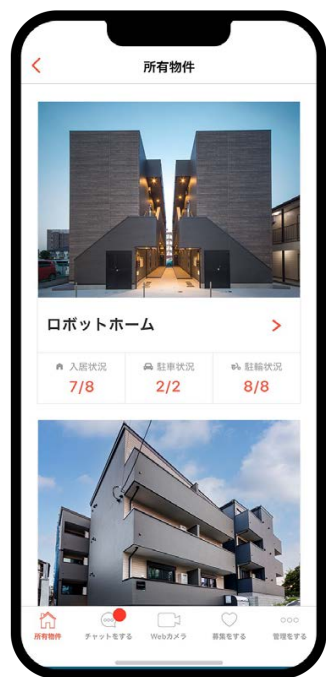 所有物件
ロボットホーム
入居状況
駐車状況
駐輪状況
7/8
2/2
8/8
所有物件
チャットをする
Webカメラ
募集をする
管理をする